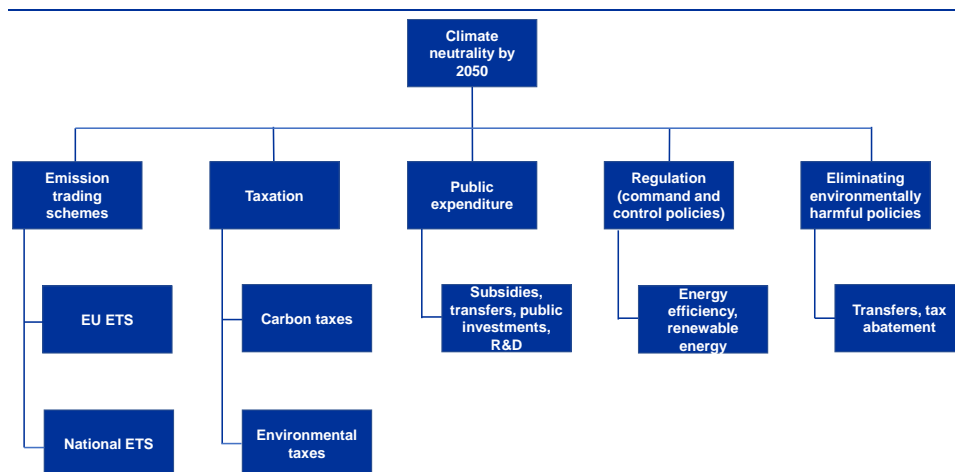 Climate
neutrality by
2050
Emission
trading
schemes
Taxation
Public
expenditure
Regulation
(command and
control policies)
Eliminating
environmentally
harmful policies
EU ETS
Carbon taxes
Subsidies,
transfers, public
investments,
R&D
Energy
efficiency,
renewable
energy
Transfers, tax
abatement
National ETS
Environmental
taxes